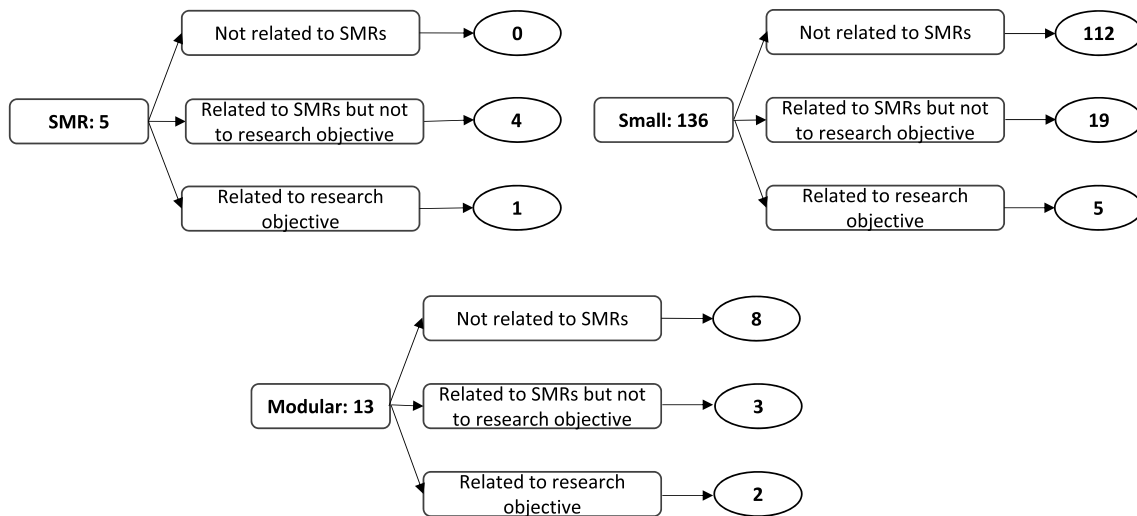 SMR: 5
Not related to SMRs
0
Related to SMRs but not
to research objective
4
Related to research
objective
1
Small: 136
Not related to SMRs
112
Related to SMRs but not
to research objective
19
Related to research
objective
5
Modular: 13
Not related to SMRs
8
Related to SMRs but not
to research objective
3
Related to research
objective
2